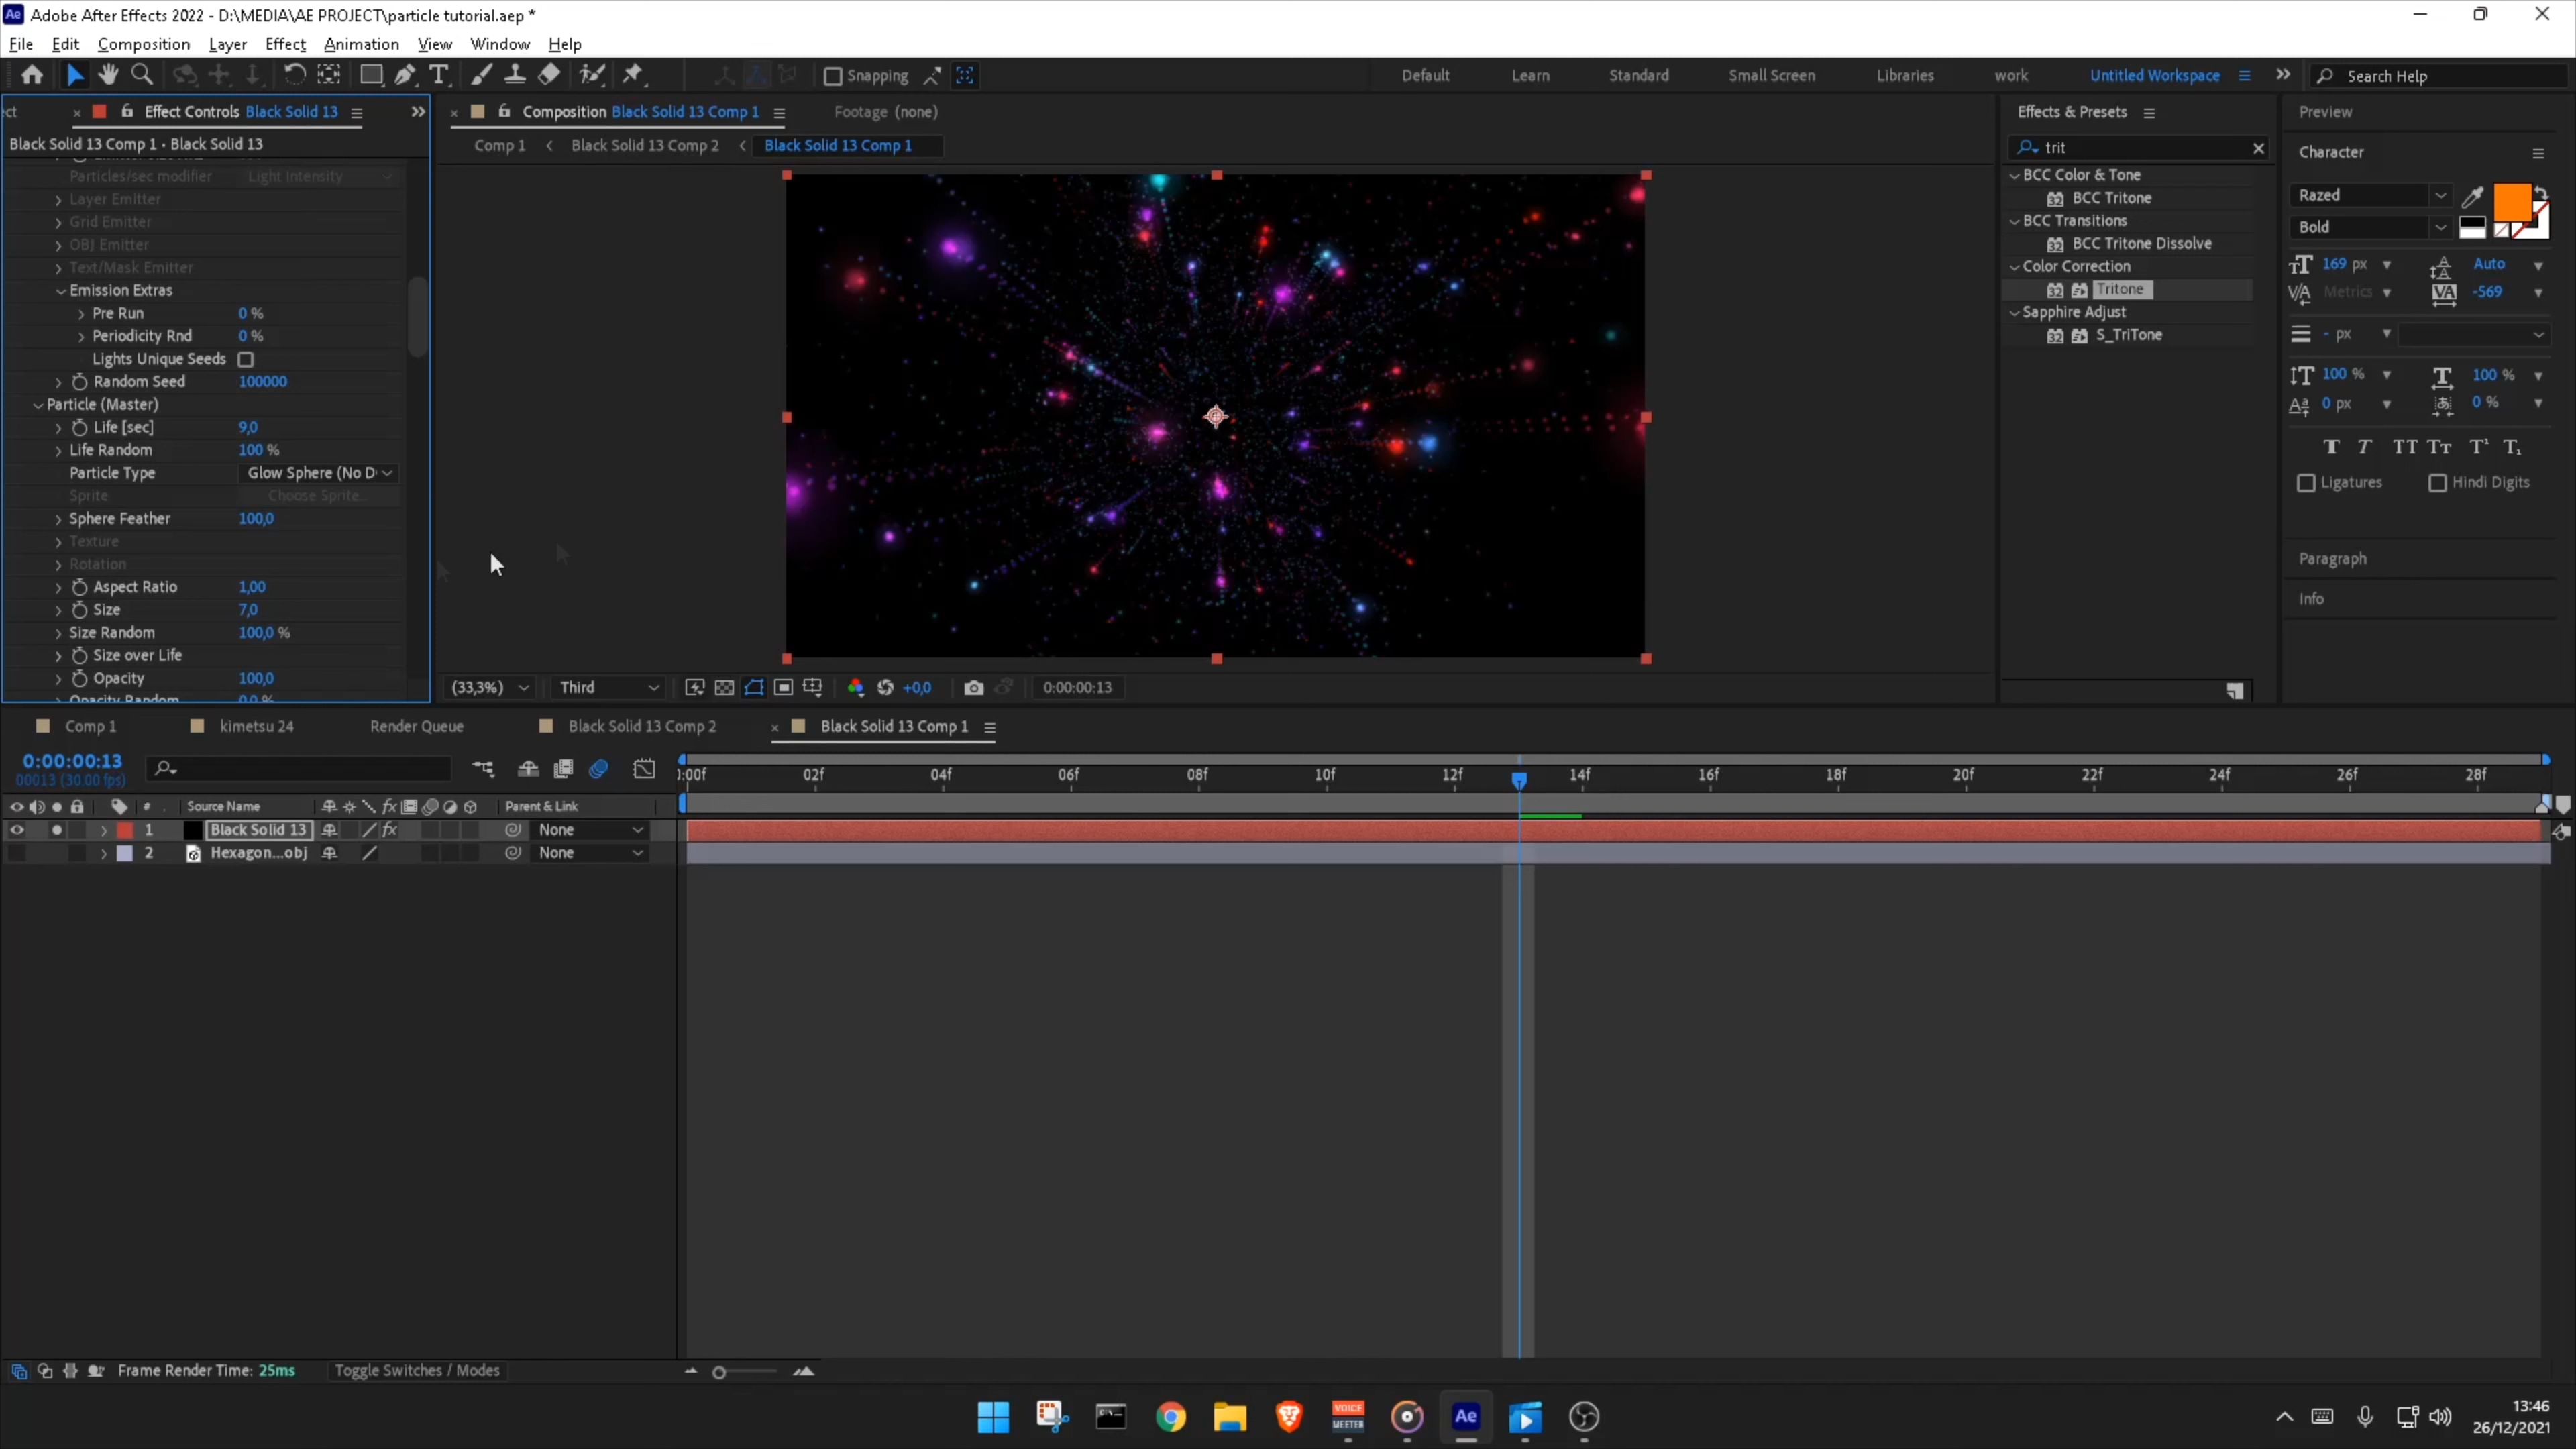 Adobe After Effects 2022 - D:\MEDIA\AE PROJECT\particle tutorial.aep *
File Edit Composition Layer Effect Animation View Window Help
Snapping
Default Learn Standard Small Screen Libraries work Untitled Workspace Search Help
ct Effect Controls Black Solid 13
Composition Black Solid 13 Comp 1 Footage (none)
Effects & Presets
Preview
Black Solid 13 Comp 1 • Black Solid 13
Comp 1 Black Solid 13 Comp 2 Black Solid 13 Comp 1
trit
Character
Particles/sec modifier Light Intensity
Layer Emitter
Grid Emitter
OBJ Emitter
Text/Mask Emitter
Emission Extras
Pre Run 0 %
Periodicity Rnd 0 %
Lights Unique Seeds
Random Seed 100000
Particle (Master)
Life [sec] 9,0
Life Random 100 %
Particle Type Glow Sphere (No D
Sprite Choose Sprite...
Sphere Feather 100,0
Texture
Rotation
Aspect Ratio 1,00
Size 7,0
Size Random 100,0 %
Size over Life
Opacity 100,0
Opacity Random 0,0 %
BCC Color & Tone
BCC Tritone
BCC Transitions
BCC Tritone Dissolve
Color Correction
Tritone
Sapphire Adjust
S_TriTone
Razed
Bold
169 px Auto
Metrics -569
- px
100 % 100 %
0 px 0 %
Ligatures Hindi Digits
Paragraph
Info
(33,3%) Third +0,0 0:00:00:13
Comp 1 kimetsu 24 Render Queue Black Solid 13 Comp 2 Black Solid 13 Comp 1
0:00:00:13
00013 (30.00 fps)
):00f 02f 04f 06f 08f 10f 12f 14f 16f 18f 20f 22f 24f 26f 28f
# Source Name fx Parent & Link
1 Black Solid 13 fx None
2 Hexagon...obj None
Frame Render Time: 25ms Toggle Switches / Modes
VOICE
MEETER
Ae
13:46
26/12/2021